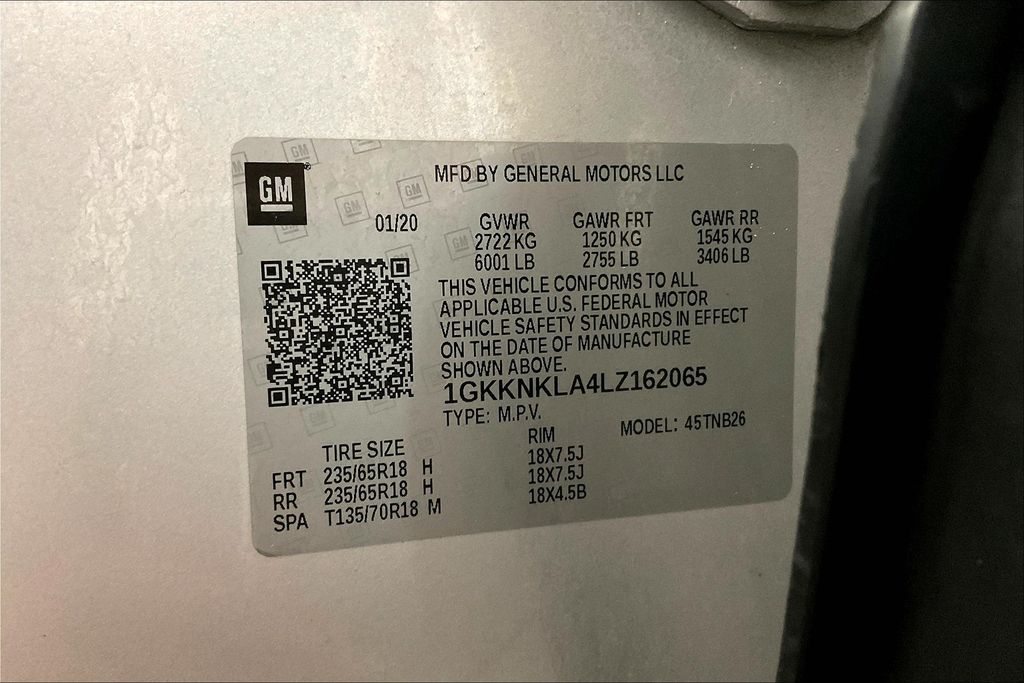 GM
MFD BY GENERAL MOTORS LLC
01/20 GVWR GAWR FRT GAWR RR
2722 KG 1250 KG 1545 KG
6001 LB 2755 LB 3406 LB
THIS VEHICLE CONFORMS TO ALL
APPLICABLE U.S. FEDERAL MOTOR
VEHICLE SAFETY STANDARDS IN EFFECT
ON THE DATE OF MANUFACTURE
SHOWN ABOVE.
1GKKNKLA4LZ162065
TYPE: M.P.V. MODEL: 45TNB26
TIRE SIZE RIM
FRT 235/65R18 H 18X7.5J
RR 235/65R18 H 18X7.5J
SPA T135/70R18 M 18X4.5B